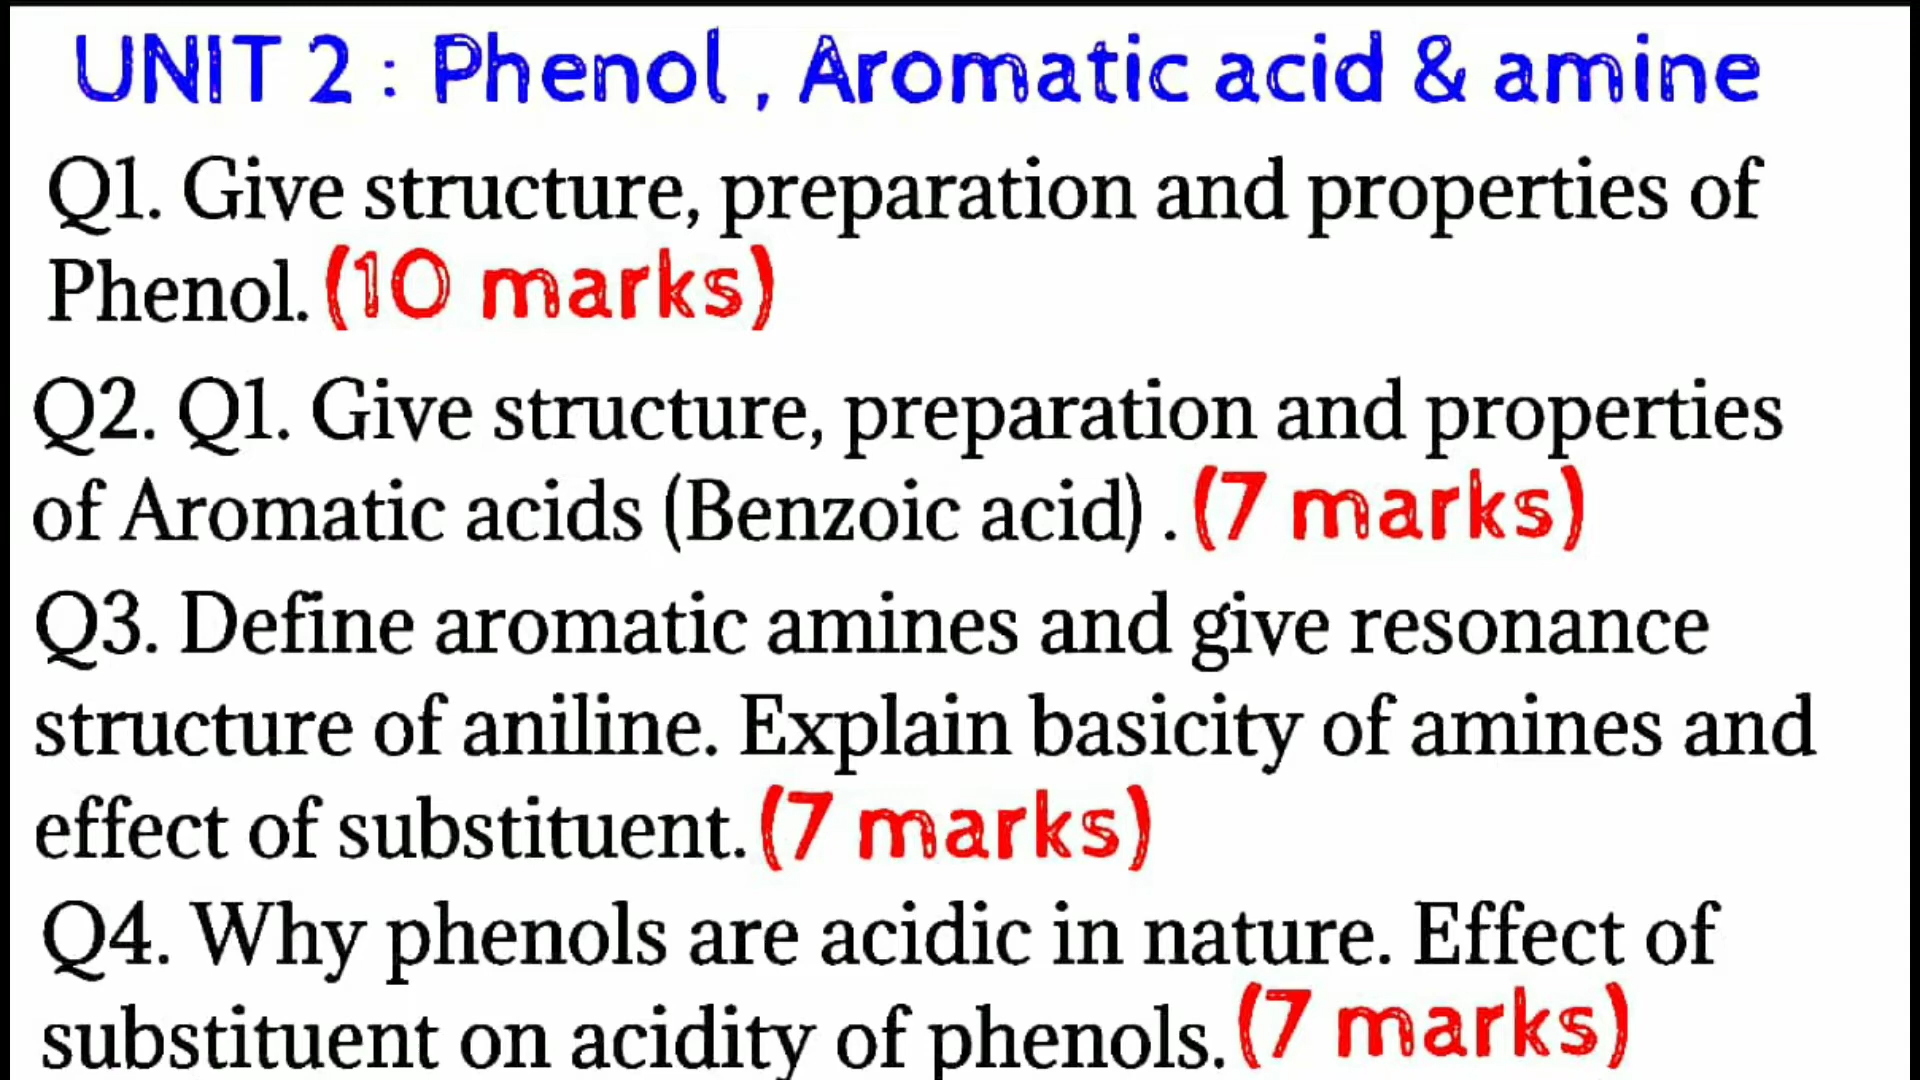 UNIT 2 : Phenol , Aromatic acid & amine
Q1. Give structure, preparation and properties of
Phenol. (10 marks)
Q2. Q1. Give structure, preparation and properties
of Aromatic acids (Benzoic acid) . (7 marks)
Q3. Define aromatic amines and give resonance
structure of aniline. Explain basicity of amines and
effect of substituent. (7 marks)
Q4. Why phenols are acidic in nature. Effect of
substituent on acidity of phenols. (7 marks)